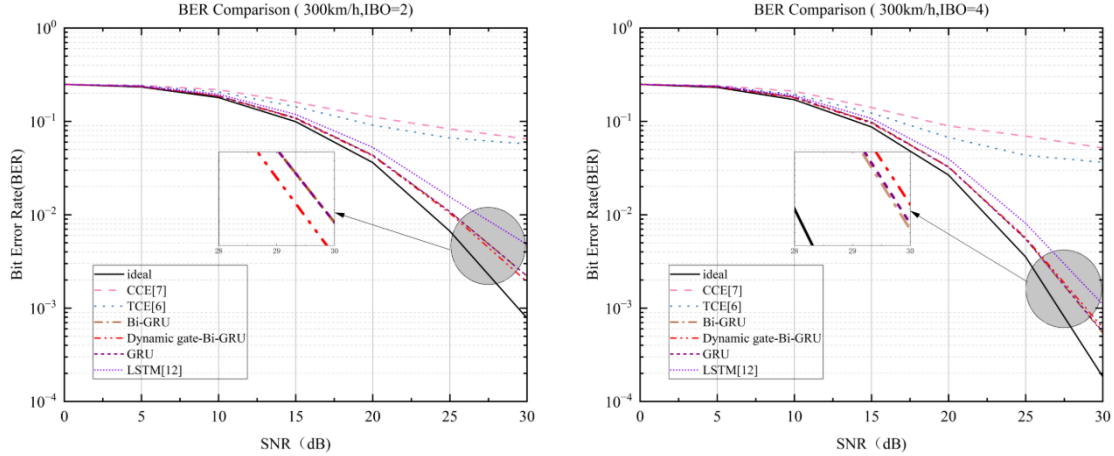 BER Comparison ( 300km/h,IBO=2)
10^0
10^-1
10^-2
10^-3
10^-4
Bit Error Rate(BER)
28 29 30
ideal
CCE[7]
TCE[6]
Bi-GRU
Dynamic gate-Bi-GRU
GRU
LSTM[12]
0 5 10 15 20 25 30
SNR（dB)
BER Comparison ( 300km/h,IBO=4)
10^0
10^-1
10^-2
10^-3
10^-4
Bit Error Rate(BER)
28 29 30
ideal
CCE[7]
TCE[6]
Bi-GRU
Dynamic gate-Bi-GRU
GRU
LSTM[12]
0 5 10 15 20 25 30
SNR（dB)